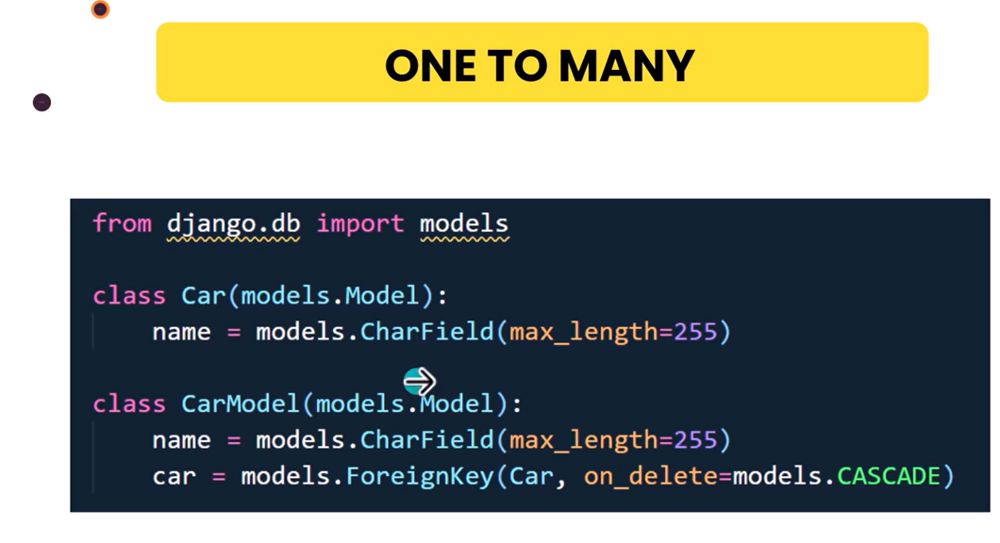 ONE TO MANY
from django.db import models
class Car(models.Model):
    name = models.CharField(max_length=255)
class CarModel(models.Model):
    name = models.CharField(max_length=255)
    car = models.ForeignKey(Car, on_delete=models.CASCADE)